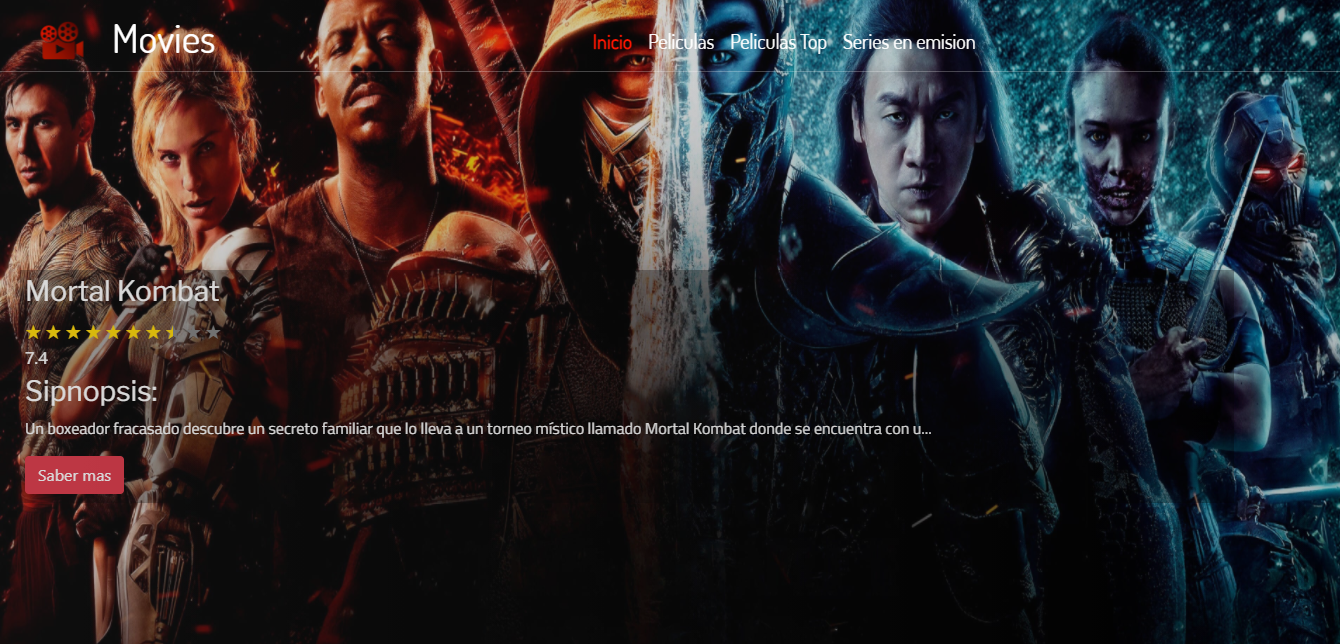 Movies
Inicio Peliculas Peliculas Top Series en emision
Mortal Kombat
7.4
Sipnopsis:
Un boxeador fracasado descubre un secreto familiar que lo lleva a un torneo místico llamado Mortal Kombat donde se encuentra con u...
Saber mas